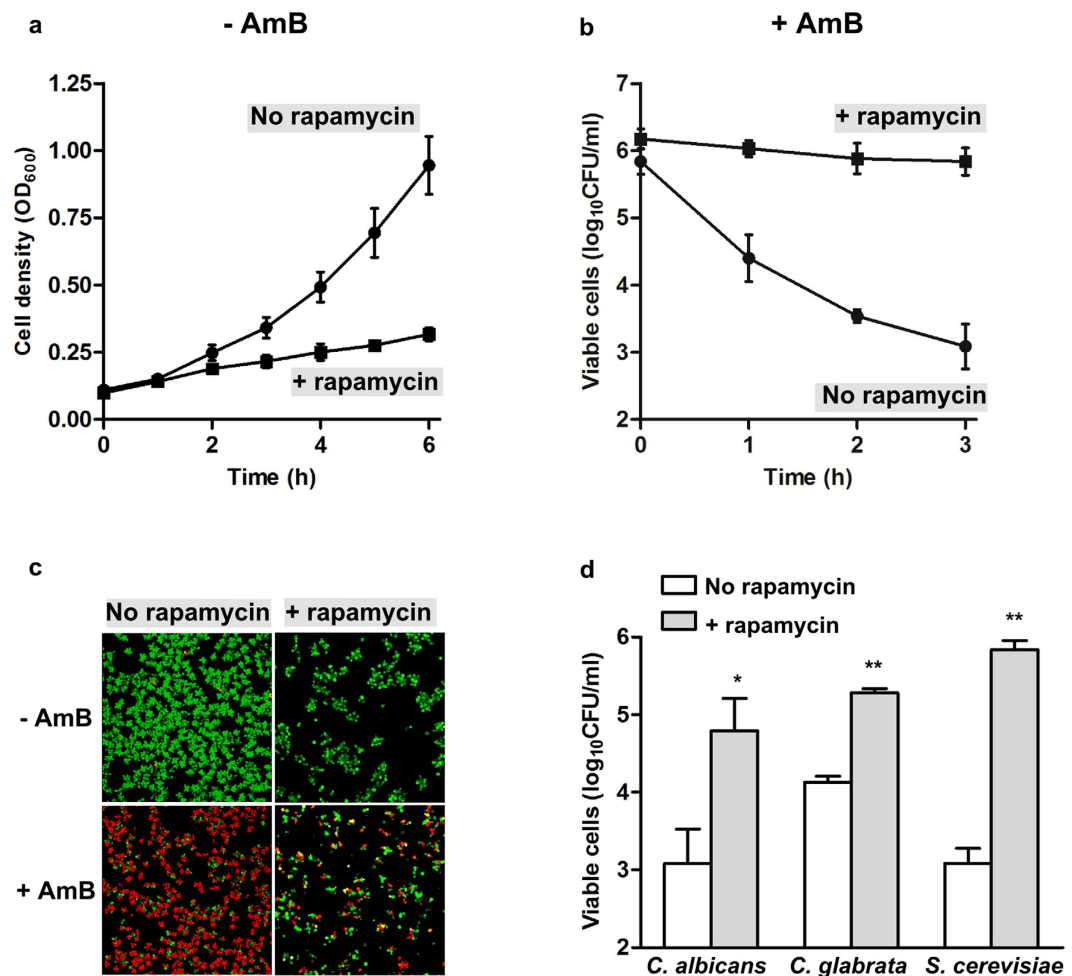 a
- AmB
1.25
1.00
0.75
0.50
0.25
0.00
Cell density (OD600)
No rapamycin
+ rapamycin
0 2 4 6
Time (h)
b
+ AmB
7
6
5
4
3
2
Viable cells (log10CFU/ml)
+ rapamycin
No rapamycin
0 1 2 3
Time (h)
c
No rapamycin + rapamycin
- AmB
+ AmB
d
No rapamycin
+ rapamycin
6
5
4
3
2
Viable cells (log10CFU/ml)
*
**
**
C. albicans C. glabrata S. cerevisiae